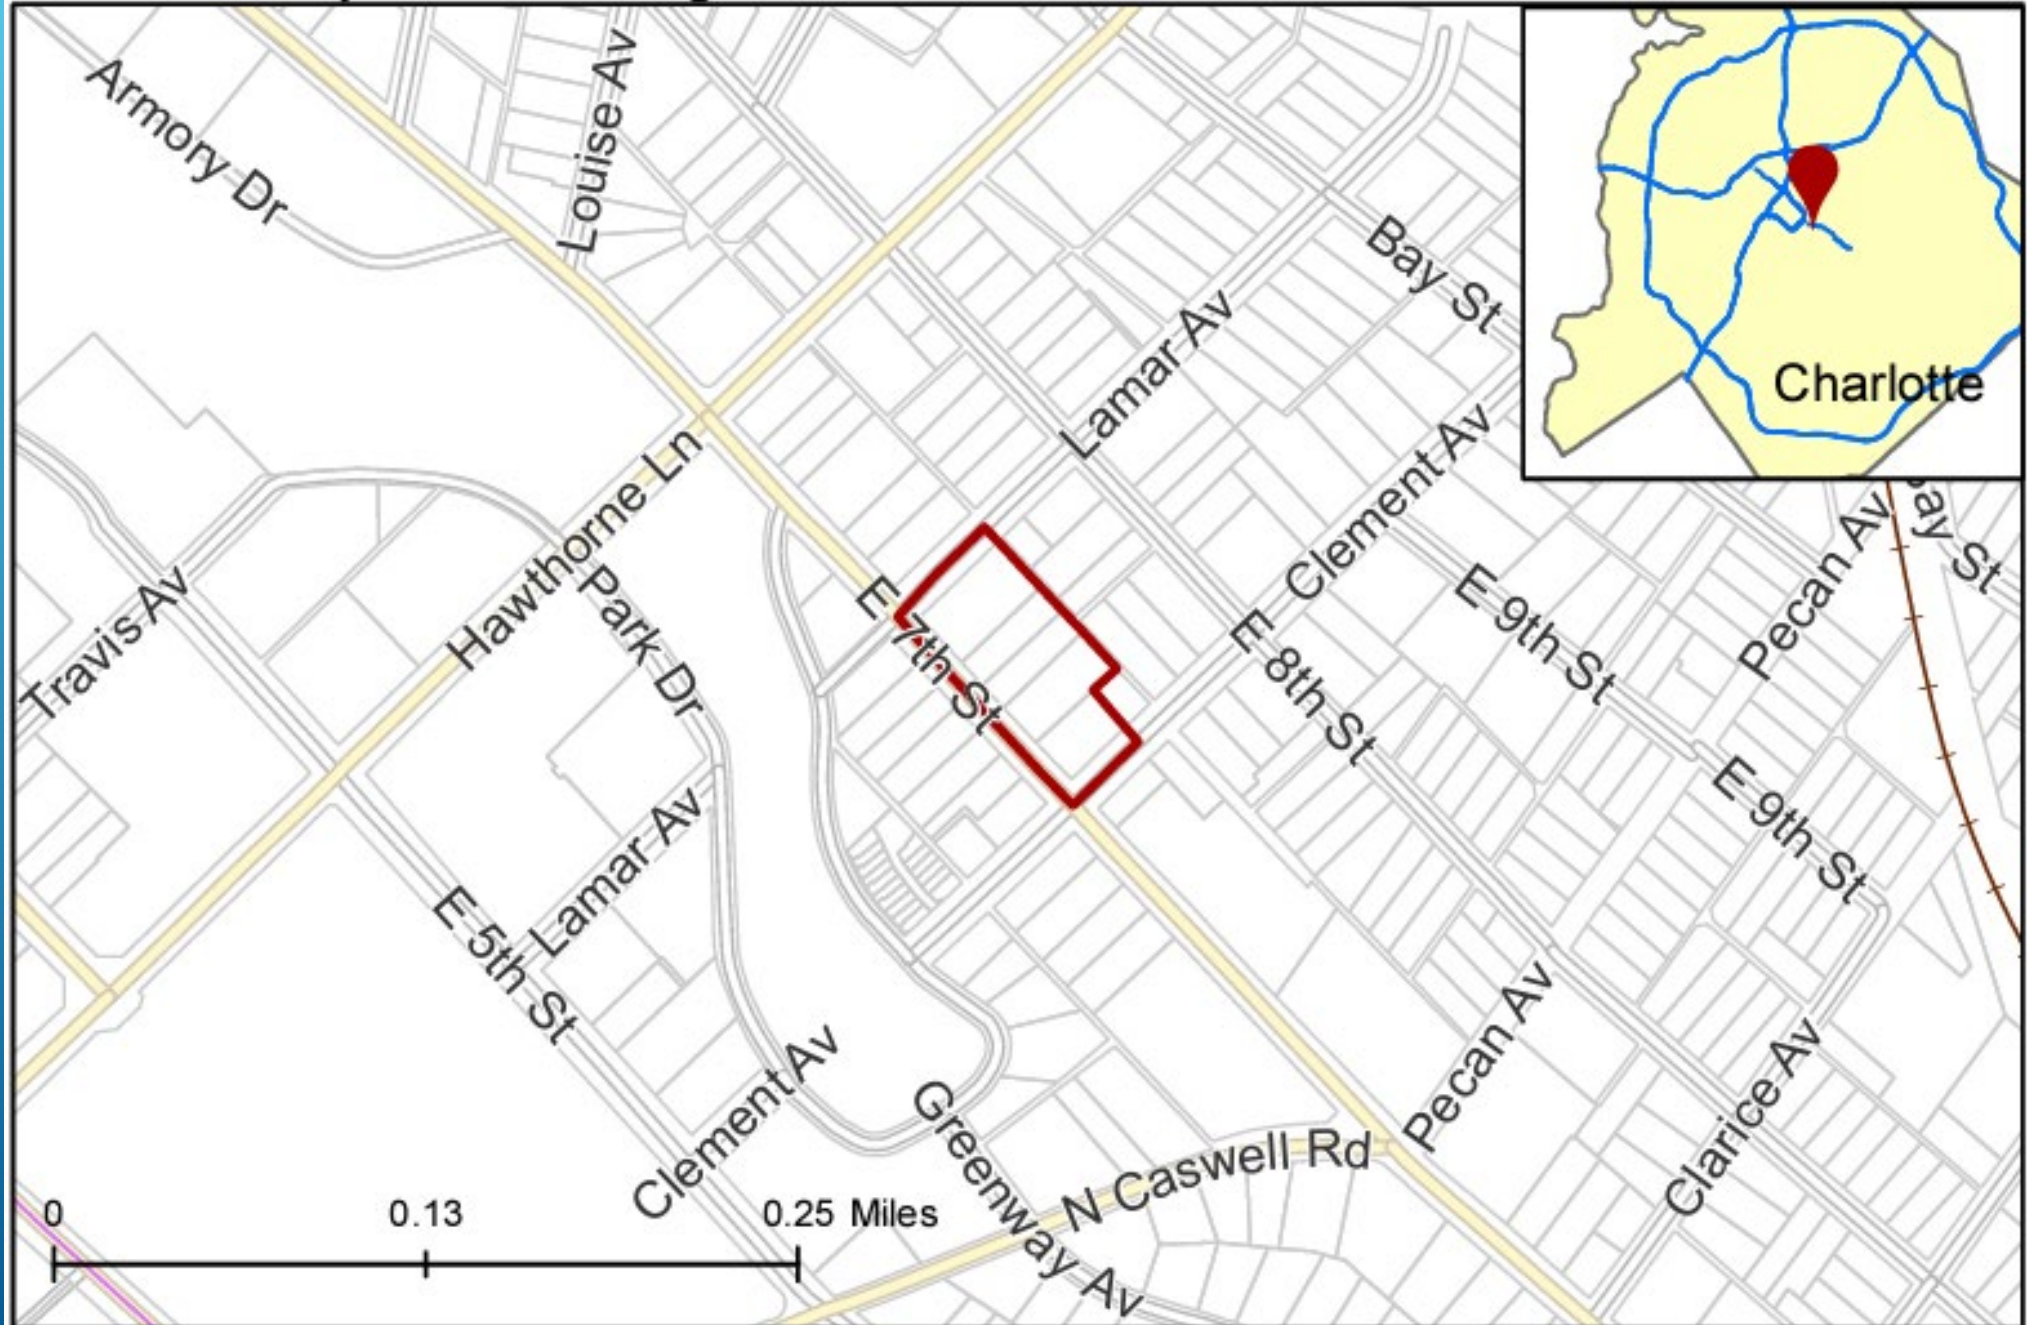 Armory Dr
Louise Av
Bay St
Lamar Av
Charlotte
Hawthorne Ln
Clement Av
Travis Av
Park Dr
E 7th St
E 8th St
E 9th St
Pecan Av
Bay St
Lamar Av
E 5th St
E 9th St
Pecan Av
Clement Av
Greenway Av
N Caswell Rd
Clarice Av
0 0.13 0.25 Miles